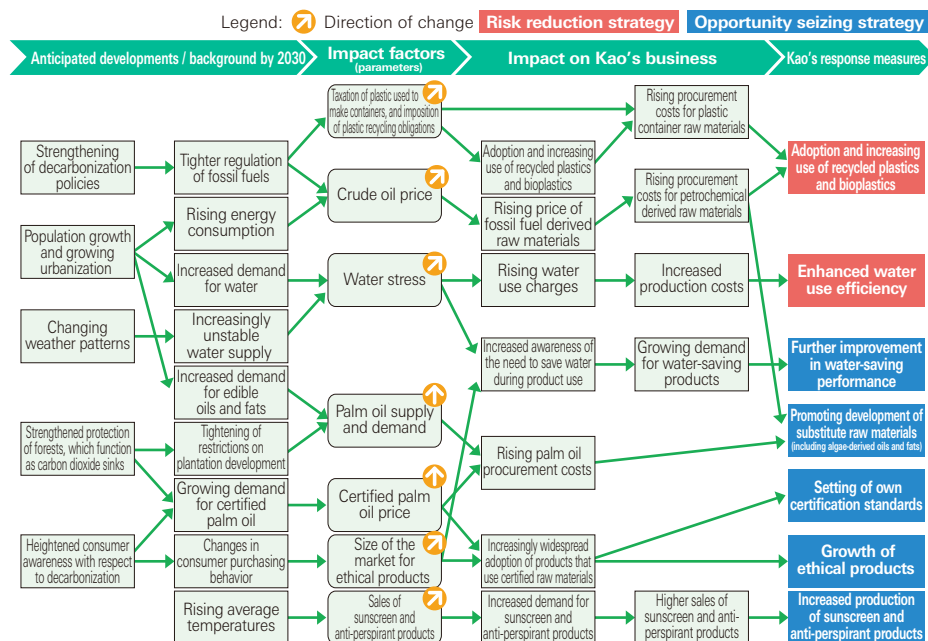 Legend: Direction of change Risk reduction strategy Opportunity seizing strategy
Anticipated developments / background by 2030
Impact factors
(parameters)
Impact on Kao's business
Kao's response measures
Strengthening
of decarbonization
policies
Population growth
and growing
urbanization
Changing
weather patterns
Strengthened protection
of forests, which function
as carbon dioxide sinks
Heightened consumer
awareness with respect
to decarbonization
Tighter regulation
of fossil fuels
Rising energy
consumption
Increased demand
for water
Increasingly
unstable
water supply
Increased demand
for edible
oils and fats
Tightening of
restrictions on
plantation development
Growing demand
for certified
palm oil
Changes in
consumer purchasing
behavior
Rising average
temperatures
Taxation of plastic used to
make containers, and imposition
of plastic recycling obligations
Crude oil price
Water stress
Palm oil supply
and demand
Certified palm
oil price
Size of the
market for
ethical products
Sales of
sunscreen and
anti-perspirant products
Adoption and increasing
use of recycled plastics
and bioplastics
Rising price of
fossil fuel derived
raw materials
Rising water
use charges
Increased awareness of
the need to save water
during product use
Rising palm oil
procurement costs
Increasingly widespread
adoption of products that
use certified raw materials
Increased demand for
sunscreen and
anti-perspirant products
Rising procurement
costs for plastic
container raw materials
Rising procurement
costs for petrochemical
derived raw materials
Increased
production costs
Growing demand
for water-saving
products
Higher sales of
sunscreen and anti-
perspirant products
Adoption and increasing
use of recycled plastics
and bioplastics
Enhanced water
use efficiency
Further improvement
in water-saving
performance
Promoting development of
substitute raw materials
(including algae-derived oils and fats)
Setting of own
certification standards
Growth of
ethical products
Increased production
of sunscreen and
anti-perspirant products